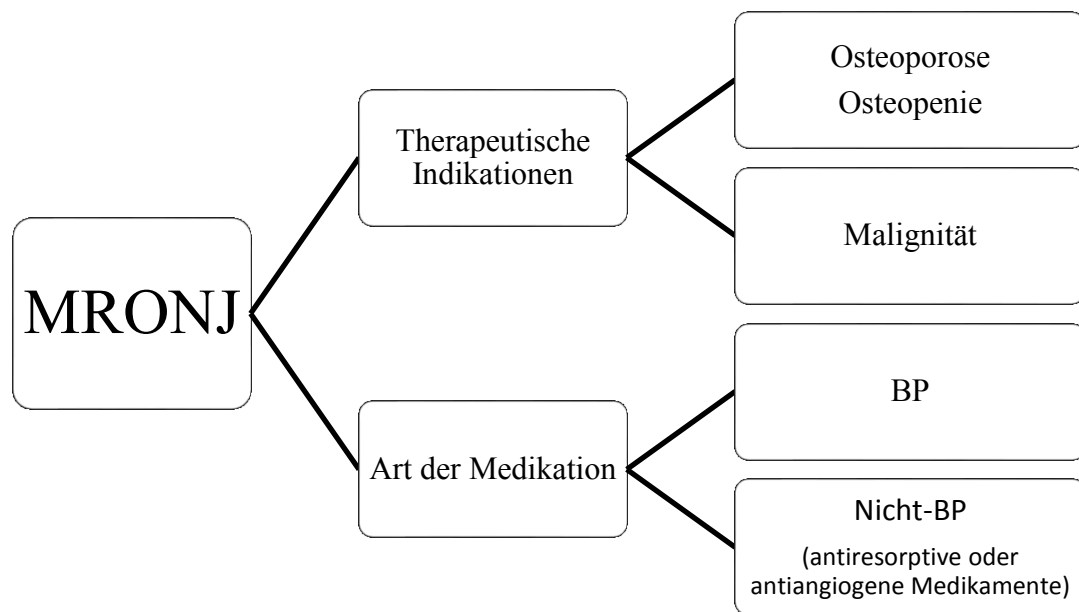 MRONJ
Therapeutische
Indikationen
Osteoporose
Osteopenie
Malignität
Art der Medikation
BP
Nicht-BP
(antiresorptive oder
antiangiogene Medikamente)